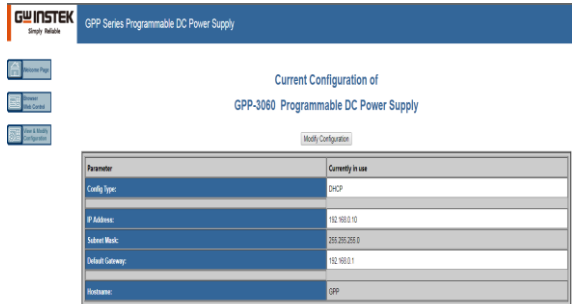 GW INSTEK
Simply Reliable
GPP Series Programmable DC Power Supply
Welcome Page
Browser
Web Control
View & Modify
Configuration
Current Configuration of
GPP-3060 Programmable DC Power Supply
Modify Configuration
Parameter Currently in use
Config Type: DHCP
IP Address: 192.168.0.10
Subnet Mask: 255.255.255.0
Default Gateway: 192.168.0.1
Hostname: GPP